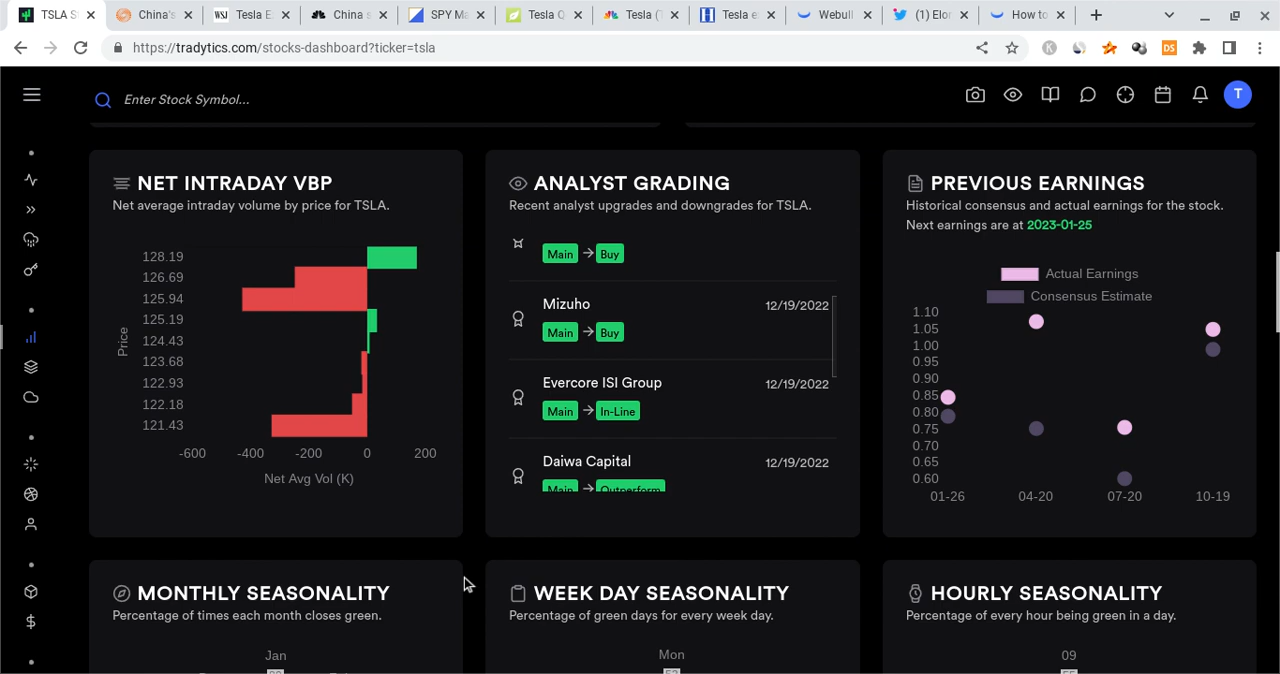 TSLA S
China's
WSJ Tesla E
China s
SPY Ma
Tesla Q
Tesla (T
Tesla e
Webull
(1) Elor
How to
https://tradytics.com/stocks-dashboard?ticker=tsla
K
DS
Enter Stock Symbol...
T
NET INTRADAY VBP
Net average intraday volume by price for TSLA.
128.19
126.69
125.94
125.19
124.43
123.68
122.93
122.18
121.43
Price
-600 -400 -200 0 200
Net Avg Vol (K)
ANALYST GRADING
Recent analyst upgrades and downgrades for TSLA.
Main → Buy
Mizuho 12/19/2022
Main → Buy
Evercore ISI Group 12/19/2022
Main → In-Line
Daiwa Capital 12/19/2022
Main → Outperform
PREVIOUS EARNINGS
Historical consensus and actual earnings for the stock.
Next earnings are at 2023-01-25
Actual Earnings
Consensus Estimate
1.10
1.05
1.00
0.95
0.90
0.85
0.80
0.75
0.70
0.65
0.60
01-26 04-20 07-20 10-19
MONTHLY SEASONALITY
Percentage of times each month closes green.
Jan
WEEK DAY SEASONALITY
Percentage of green days for every week day.
Mon
HOURLY SEASONALITY
Percentage of every hour being green in a day.
09